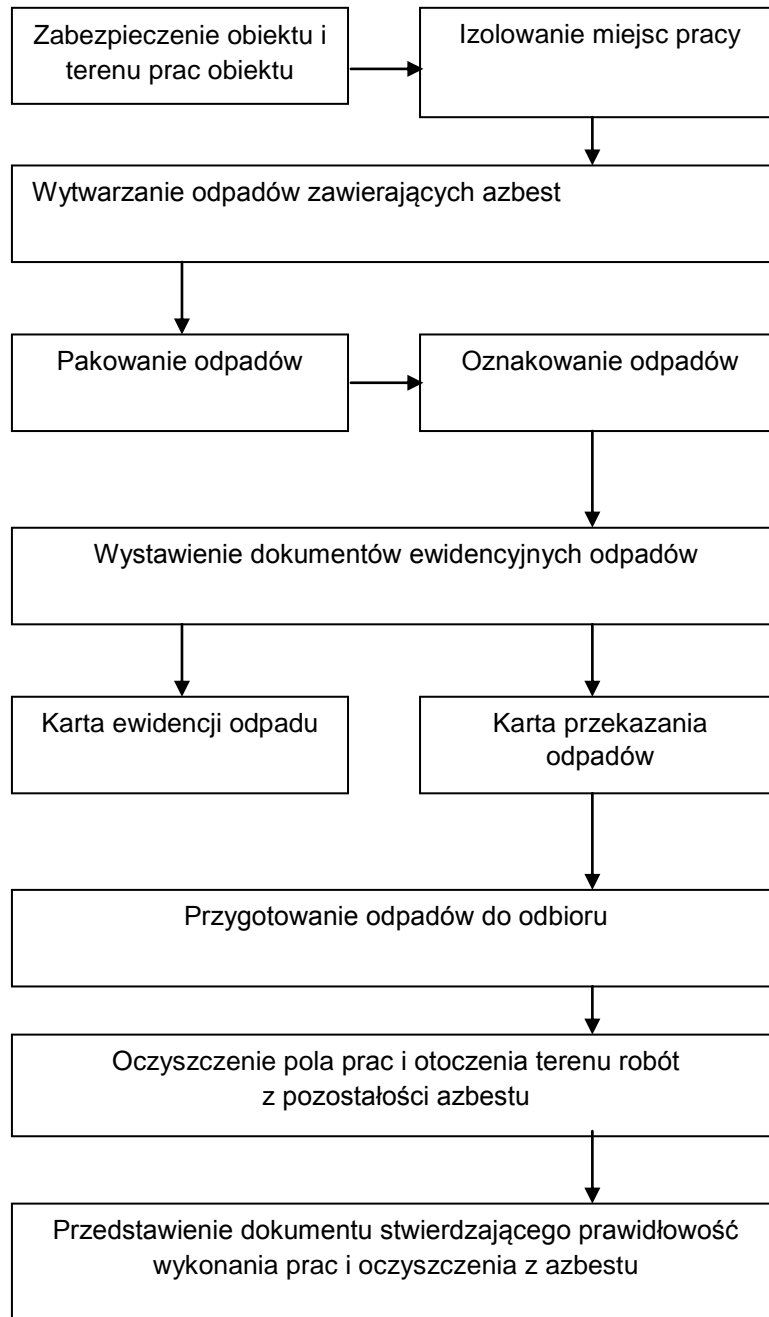 Zabezpieczenie obiektu i
terenu prac obiektu
Izolowanie miejsc pracy
Wytwarzanie odpadów zawierających azbest
Pakowanie odpadów
Oznakowanie odpadów
Wystawienie dokumentów ewidencyjnych odpadów
Karta ewidencji odpadu
Karta przekazania
odpadów
Przygotowanie odpadów do odbioru
Oczyszczenie pola prac i otoczenia terenu robót
z pozostałości azbestu
Przedstawienie dokumentu stwierdzającego prawidłowość
wykonania prac i oczyszczenia z azbestu